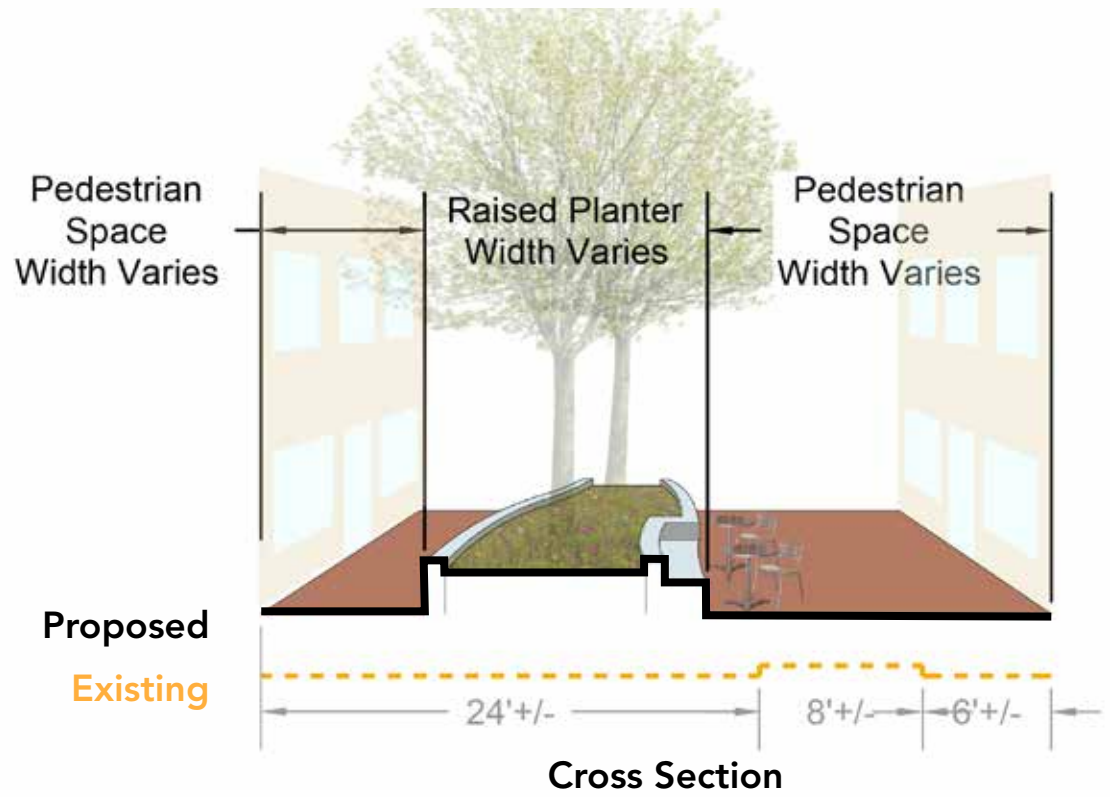 Pedestrian
Space
Width Varies
Raised Planter
Width Varies
Pedestrian
Space
Width Varies
Proposed
Existing
24'+/-
8'+/-
6'+/-
Cross Section